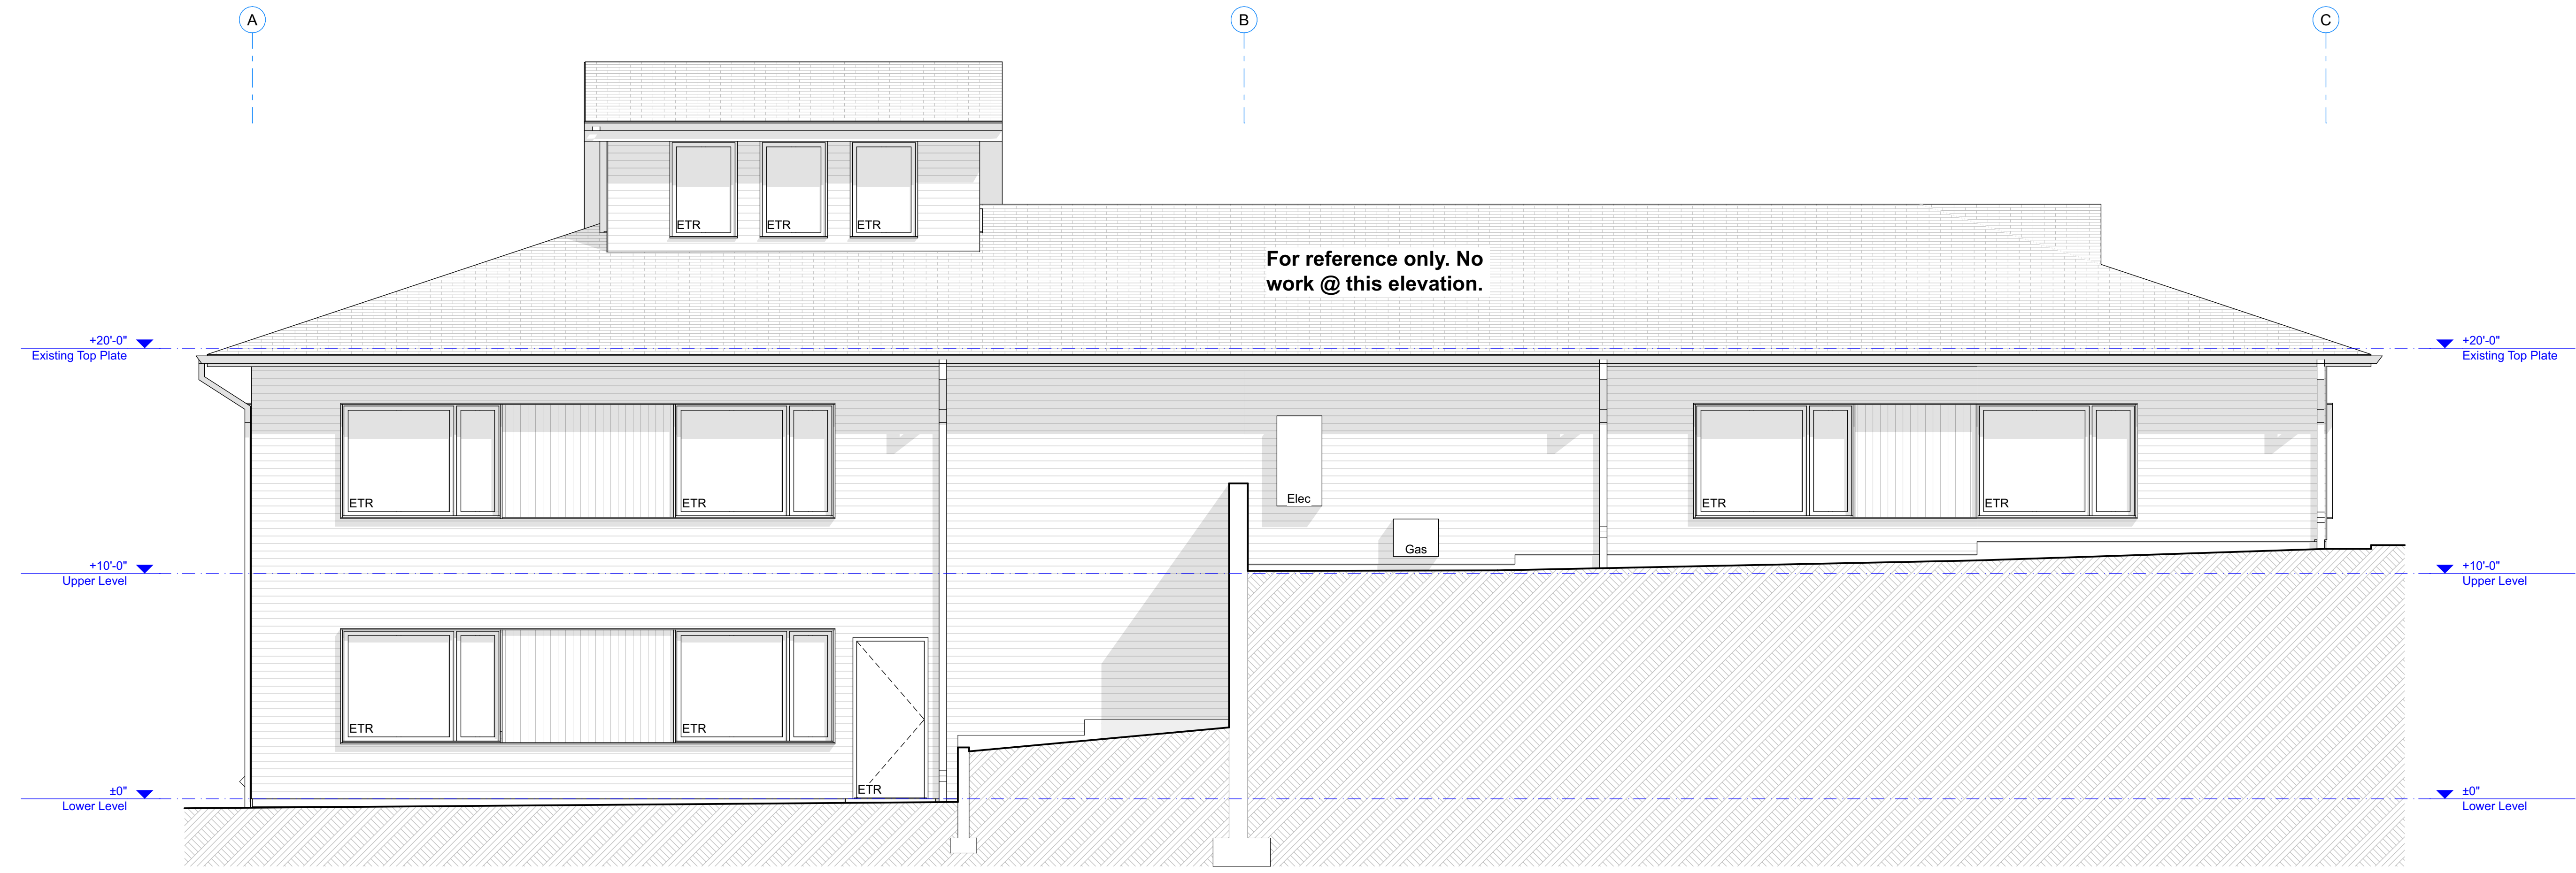 A
B
C
ETR
ETR
ETR
For reference only. No
work @ this elevation.
+20'-0"
Existing Top Plate
+20'-0"
Existing Top Plate
Elec
ETR
ETR
ETR
ETR
Gas
+10'-0"
Upper Level
+10'-0"
Upper Level
ETR
ETR
ETR
±0"
Lower Level
±0"
Lower Level